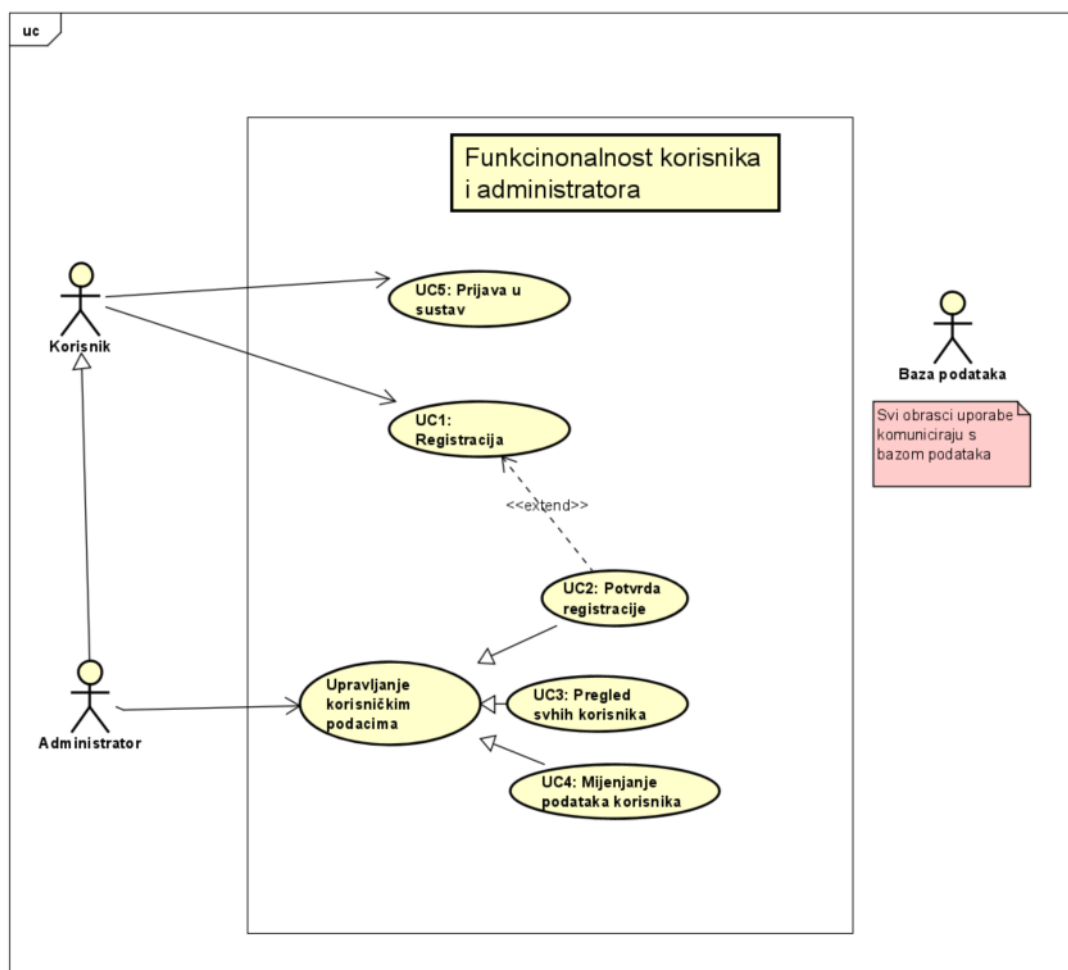 uc
Funkcinonalnost korisnika
i administratora
UC5: Prijava u
sustav
Korisnik
Baza podataka
Svi obrasci uporabe
komuniciraju s
bazom podataka
UC1:
Registracija
<<extend>>
UC2: Potvrda
registracije
Upravljanje
korisničkim
podacima
UC3: Pregled
svhih korisnika
Administrator
UC4: Mijenjanje
podataka korisnika